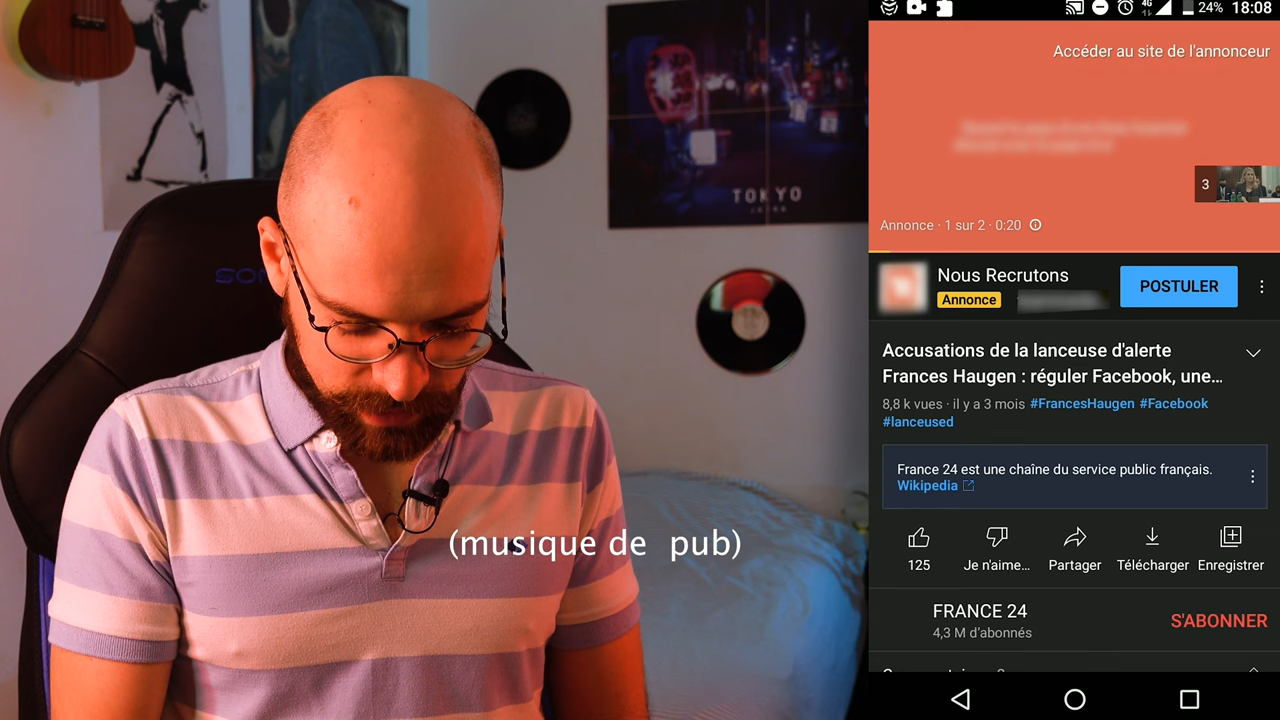 TOKYO
SON
(musique de pub)
24% 18:08
4G
Accéder au site de l'annonceur
3
Annonce · 1 sur 2 · 0:20
Nous Recrutons
Annonce
POSTULER
Accusations de la lanceuse d'alerte
Frances Haugen : réguler Facebook, une…
8,8 k vues · il y a 3 mois #FrancesHaugen #Facebook
#lanceused
France 24 est une chaîne du service public français.
Wikipedia
125
Je n'aime…
Partager
Télécharger
Enregistrer
FRANCE 24
S'ABONNER
4,3 M d'abonnés